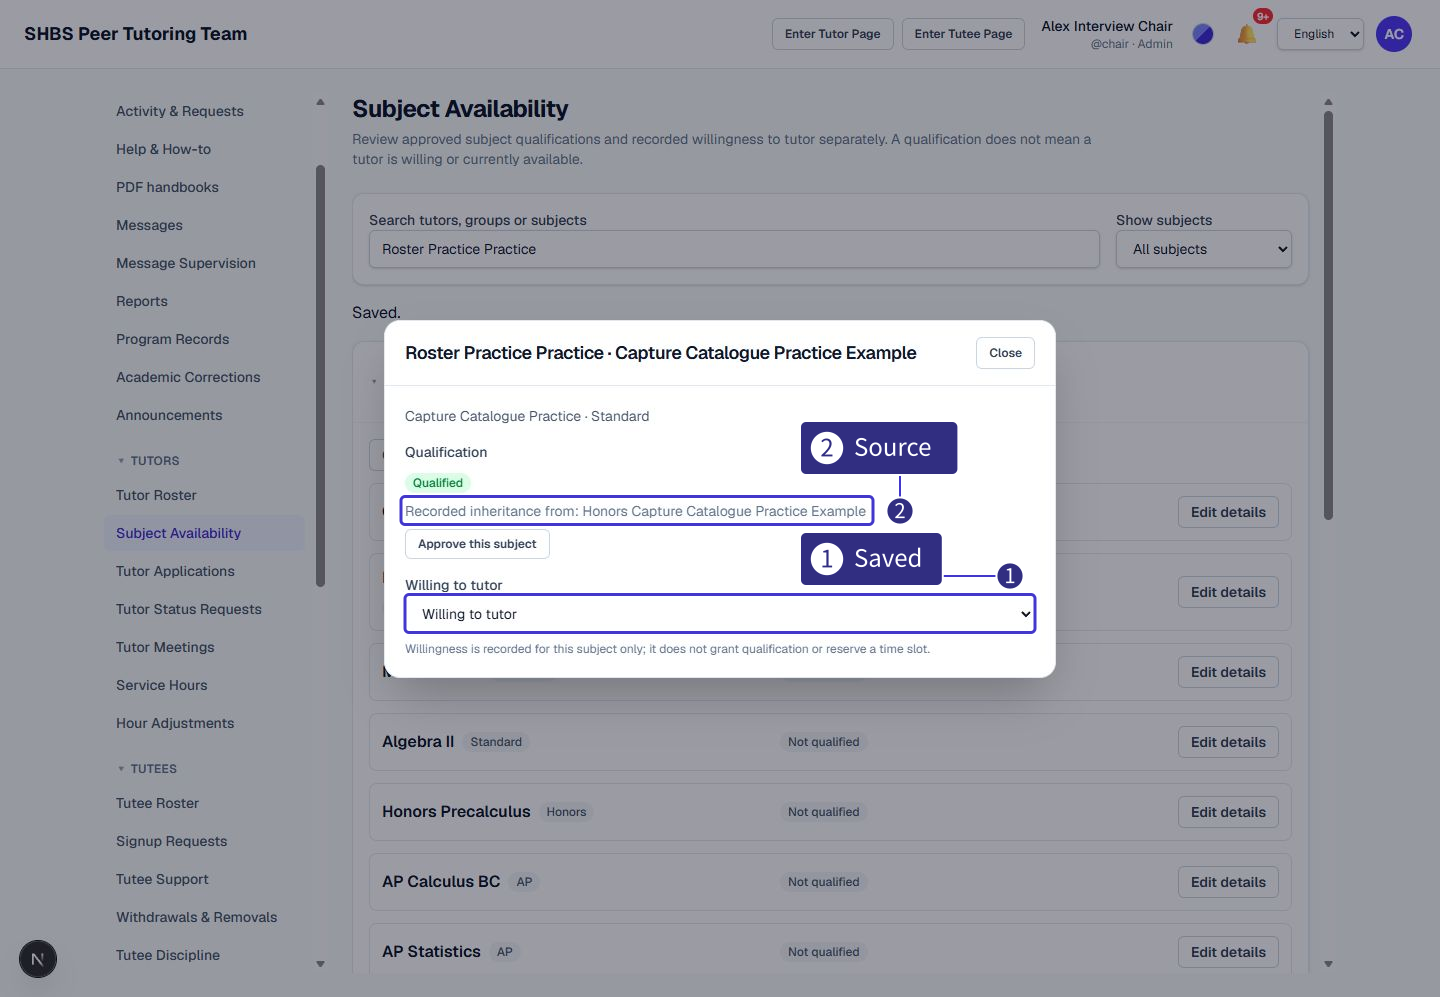 SHBS Peer Tutoring Team
Enter Tutor Page
Enter Tutee Page
Alex Interview Chair
@chair · Admin
9+
English
AC
Activity & Requests
Help & How-to
PDF handbooks
Messages
Message Supervision
Reports
Program Records
Academic Corrections
Announcements
TUTORS
Tutor Roster
Subject Availability
Tutor Applications
Tutor Status Requests
Tutor Meetings
Service Hours
Hour Adjustments
TUTEES
Tutee Roster
Signup Requests
Tutee Support
Withdrawals & Removals
Tutee Discipline
N
Subject Availability
Review approved subject qualifications and recorded willingness to tutor separately. A qualification does not mean a
tutor is willing or currently available.
Search tutors, groups or subjects
Roster Practice Practice
Show subjects
All subjects
Saved.
Roster Practice Practice · Capture Catalogue Practice Example
Close
Capture Catalogue Practice · Standard
Qualification
2 Source
Qualified
Recorded inheritance from: Honors Capture Catalogue Practice Example
2
Approve this subject
1 Saved
1
Willing to tutor
Willing to tutor
Willingness is recorded for this subject only; it does not grant qualification or reserve a time slot.
Edit details
Edit details
Edit details
Algebra II Standard Not qualified Edit details
Honors Precalculus Honors Not qualified Edit details
AP Calculus BC AP Not qualified Edit details
AP Statistics AP Not qualified Edit details